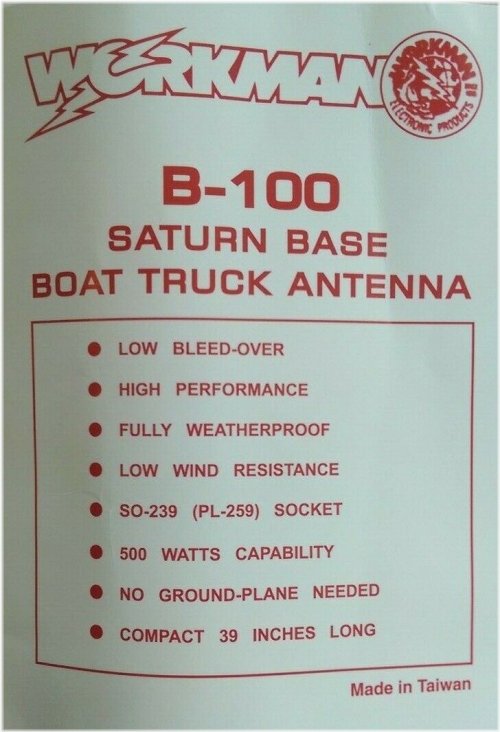 WORKMAN
WORKMAN
ELECTRONIC PRODUCTS
B-100
SATURN BASE
BOAT TRUCK ANTENNA
● LOW BLEED-OVER
● HIGH PERFORMANCE
● FULLY WEATHERPROOF
● LOW WIND RESISTANCE
● SO-239 (PL-259) SOCKET
● 500 WATTS CAPABILITY
● NO GROUND-PLANE NEEDED
● COMPACT 39 INCHES LONG
Made in Taiwan